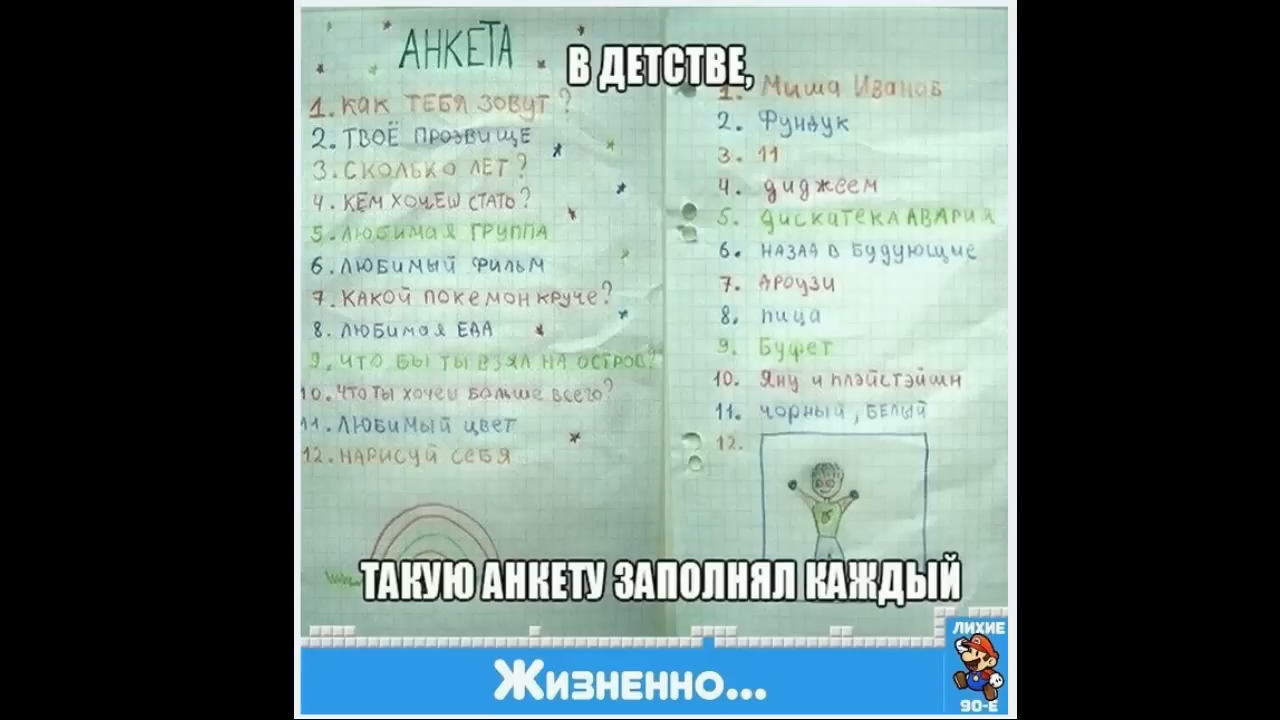 АНКЕТА
В ДЕТСТВЕ,
1. КАК ТЕБЯ ЗОВУТ?
2. ТВОЁ ПРОЗВИЩЕ
3. СКОЛЬКО ЛЕТ?
4. КЕМ ХОЧЕШ СТАТЬ?
5. ЛЮБИМАЯ ГРУППА
6. ЛЮБИМЫЙ ФИЛЬМ
7. КАКОЙ ПОКЕМОН КРУЧЕ?
8. ЛЮБИМАЯ ЕДА
9. ЧТО БЫ ТЫ ВЗЯЛ НА ОСТРОВ?
10. ЧТО ТЫ ХОЧЕШ БОЛЬШЕ ВСЕГО?
11. ЛЮБИМЫЙ ЦВЕТ
12. НАРИСУЙ СЕБЯ
1. Миша Иванов
2. Фундук
3. 11
4. диджеем
5. ДИСКАТЕКА АВАРИЯ
6. НАЗАД В БУДУЮЩИЕ
7. АРОУЗИ
8. пица
9. Буфет
10. Яну и плэйстэйшн
11. чорный, БЕЛЫЙ
12.
ТАКУЮ АНКЕТУ ЗАПОЛНЯЛ КАЖДЫЙ
Жизненно...
ЛИХИЕ
90-Е